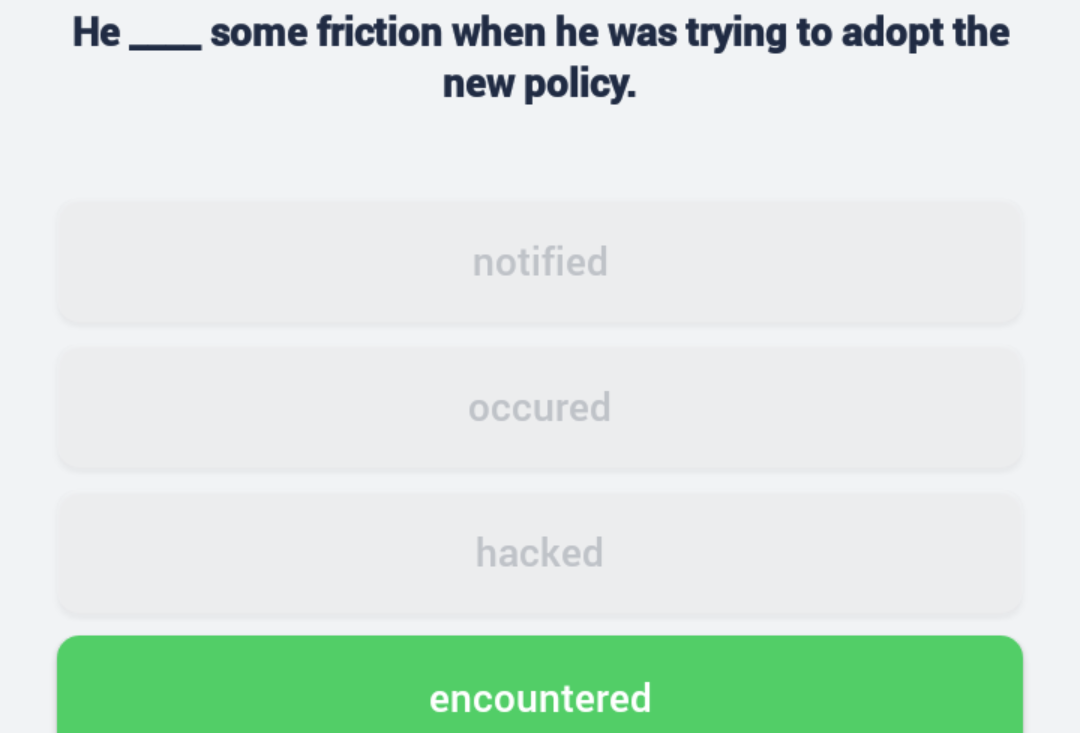 He ____ some friction when he was trying to adopt the
new policy.
notified
occured
hacked
encountered